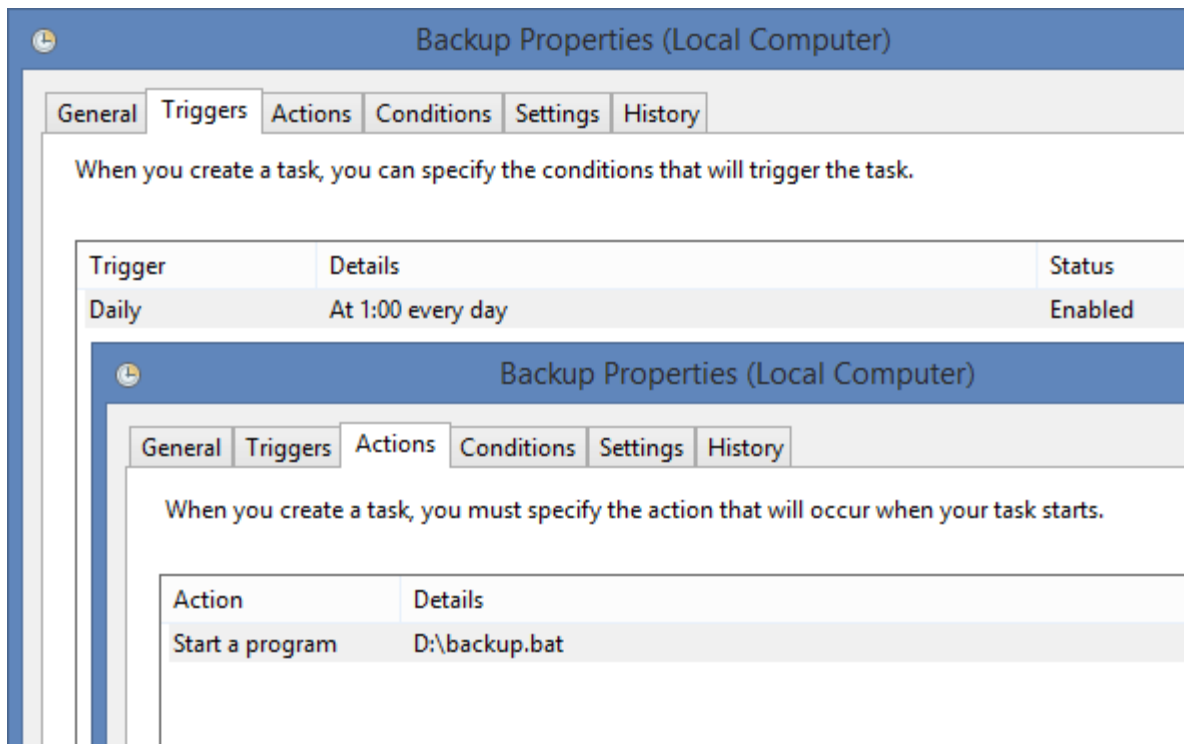 Backup Properties (Local Computer)
General Triggers Actions Conditions Settings History
When you create a task, you can specify the conditions that will trigger the task.
Trigger Details Status
Daily At 1:00 every day Enabled
Backup Properties (Local Computer)
General Triggers Actions Conditions Settings History
When you create a task, you must specify the action that will occur when your task starts.
Action Details
Start a program D:\backup.bat